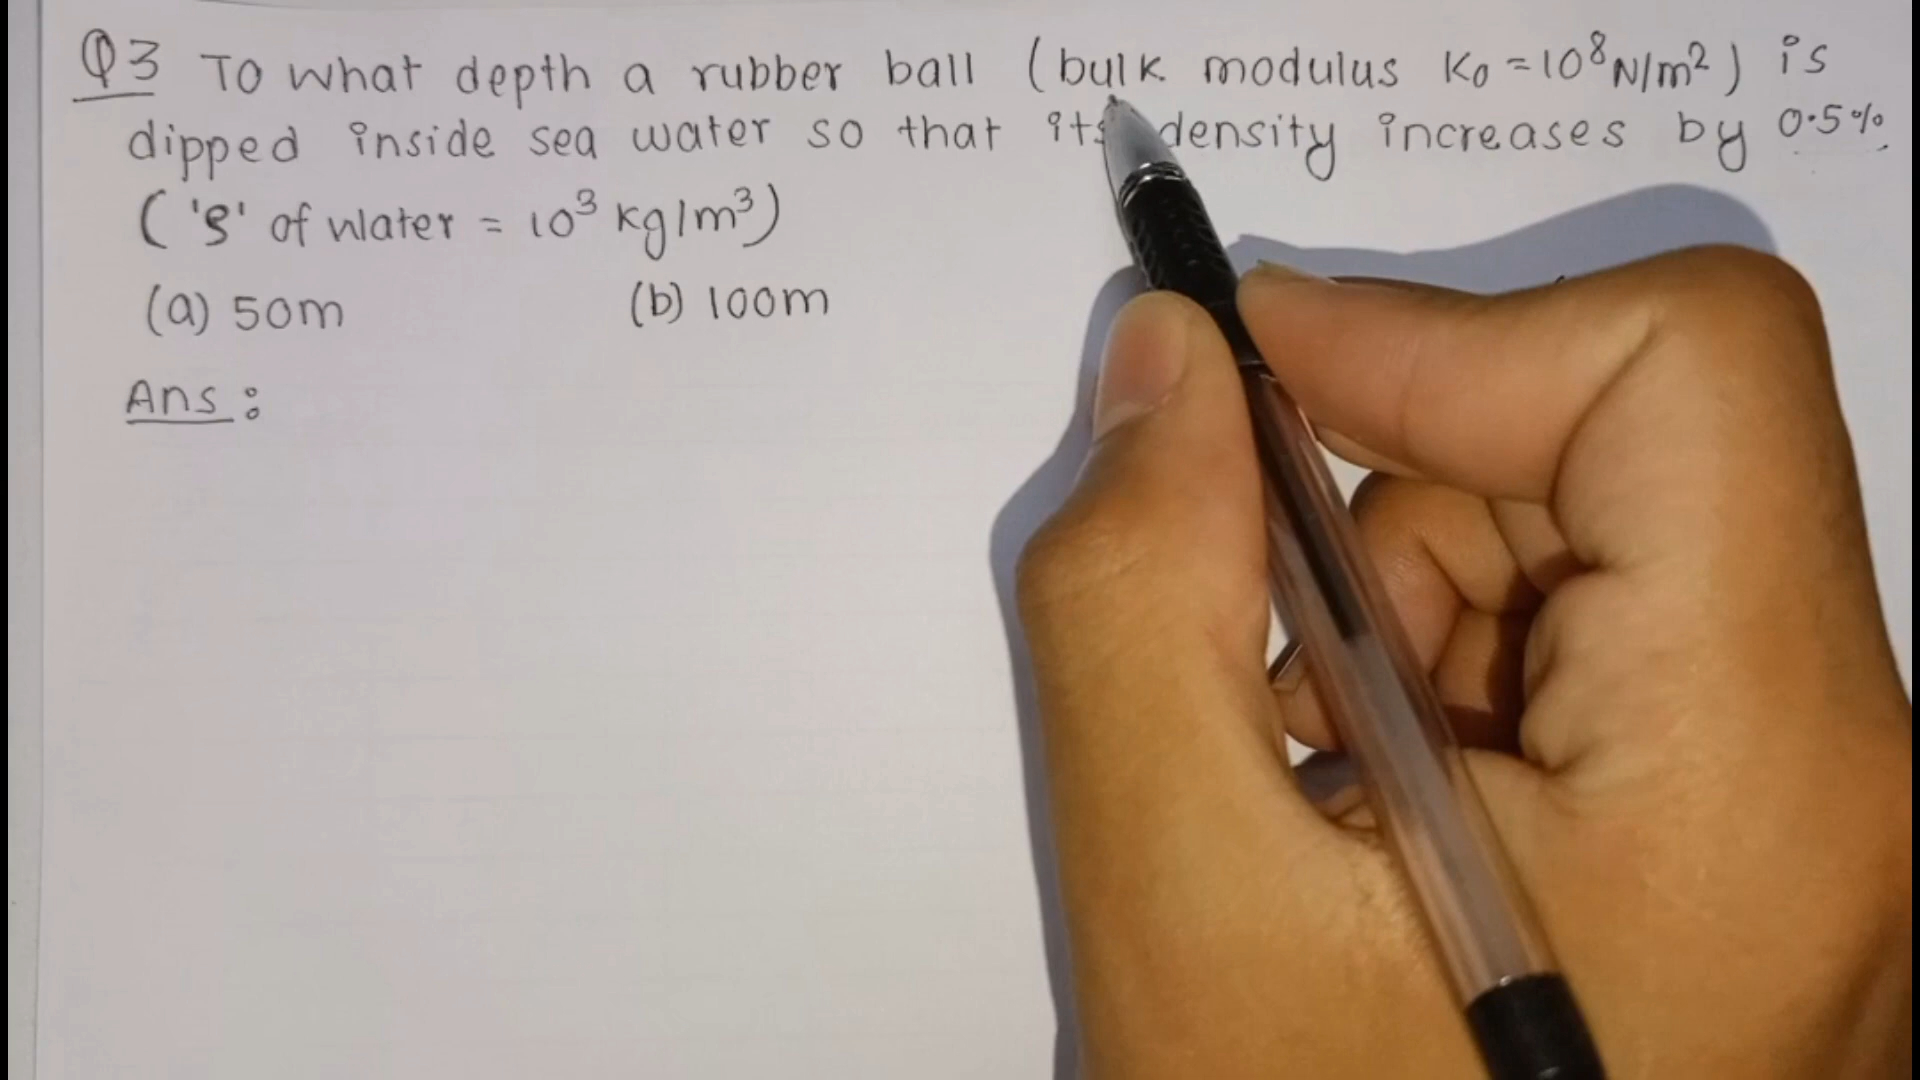 Q3 To what depth a rubber ball (bulk modulus K₀ = 10⁸ N/m²) is
dipped inside sea water so that its density increases by 0.5%.
('ρ' of water = 10³ kg/m³)
(a) 50m (b) 100m
Ans: